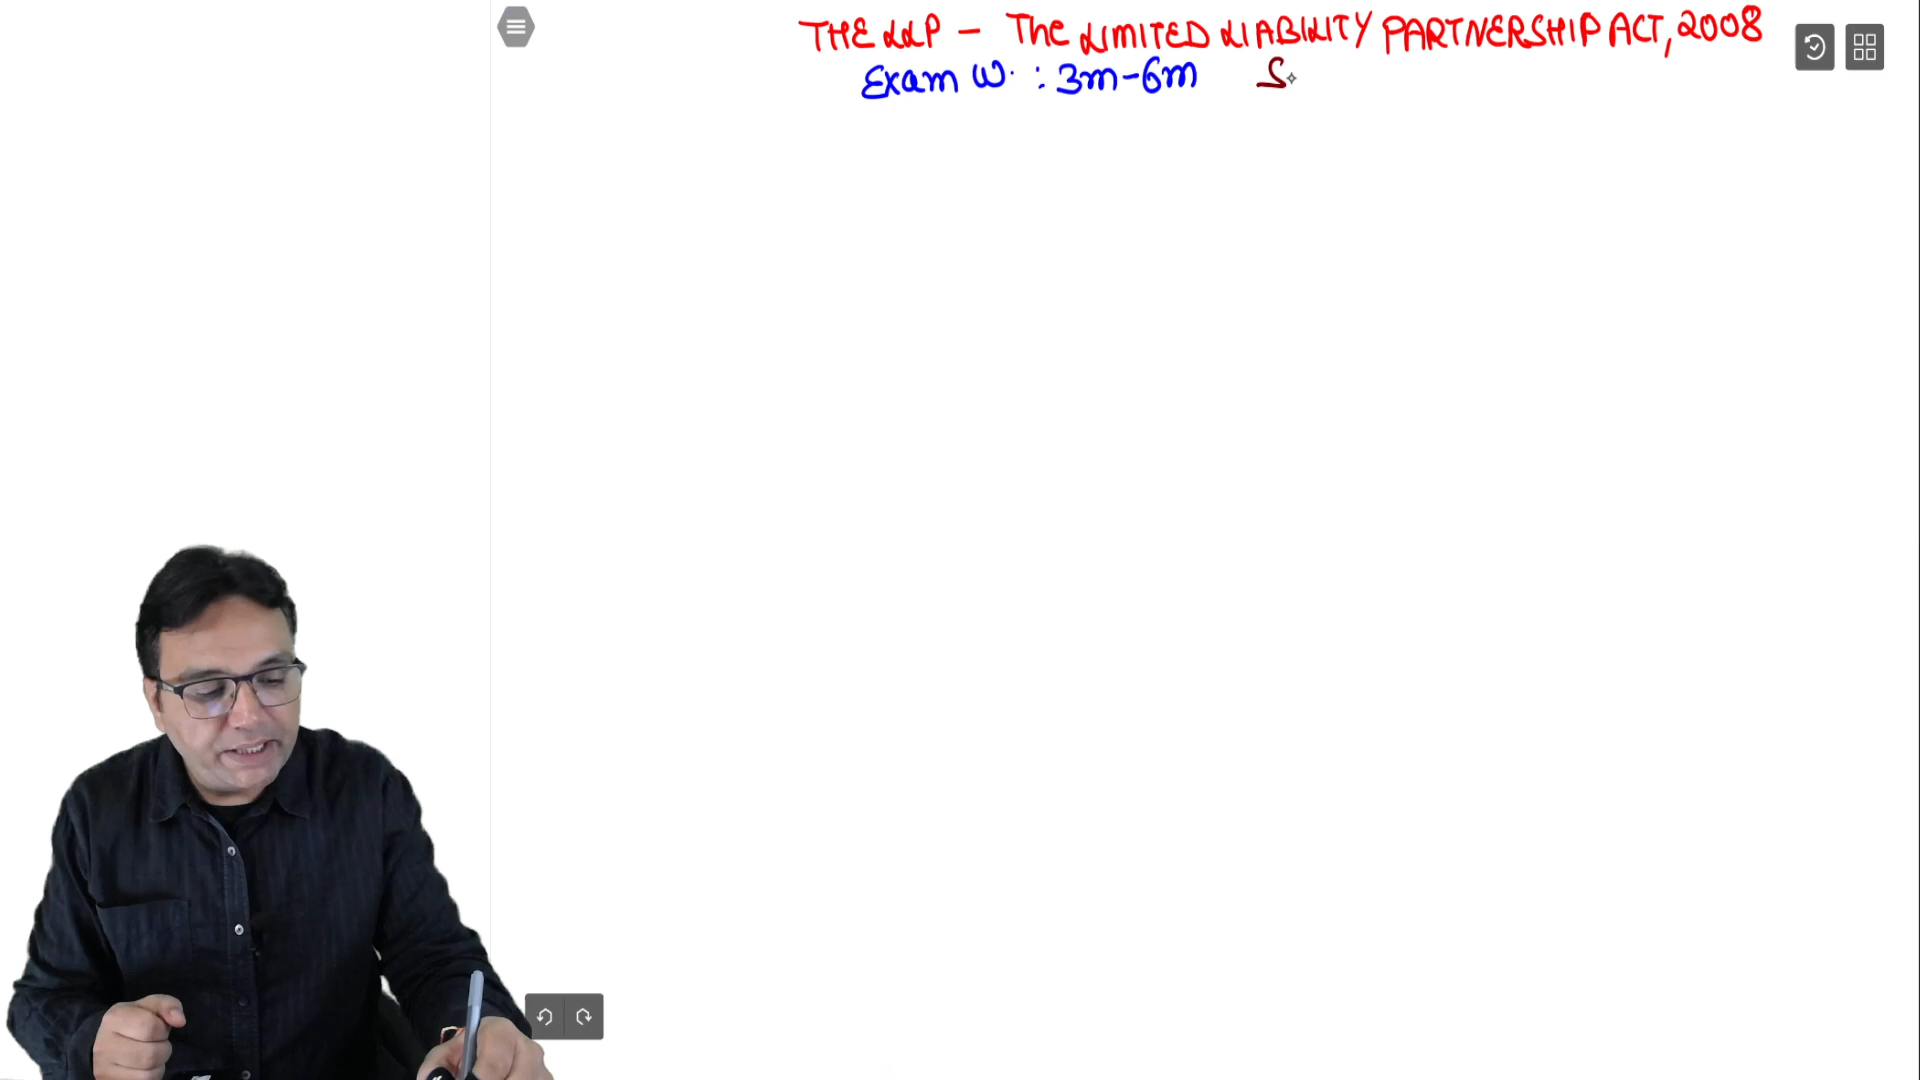 THE LLP - The LIMITED LIABILITY PARTNERSHIP ACT, 2008
Exam W. : 3m-6m S